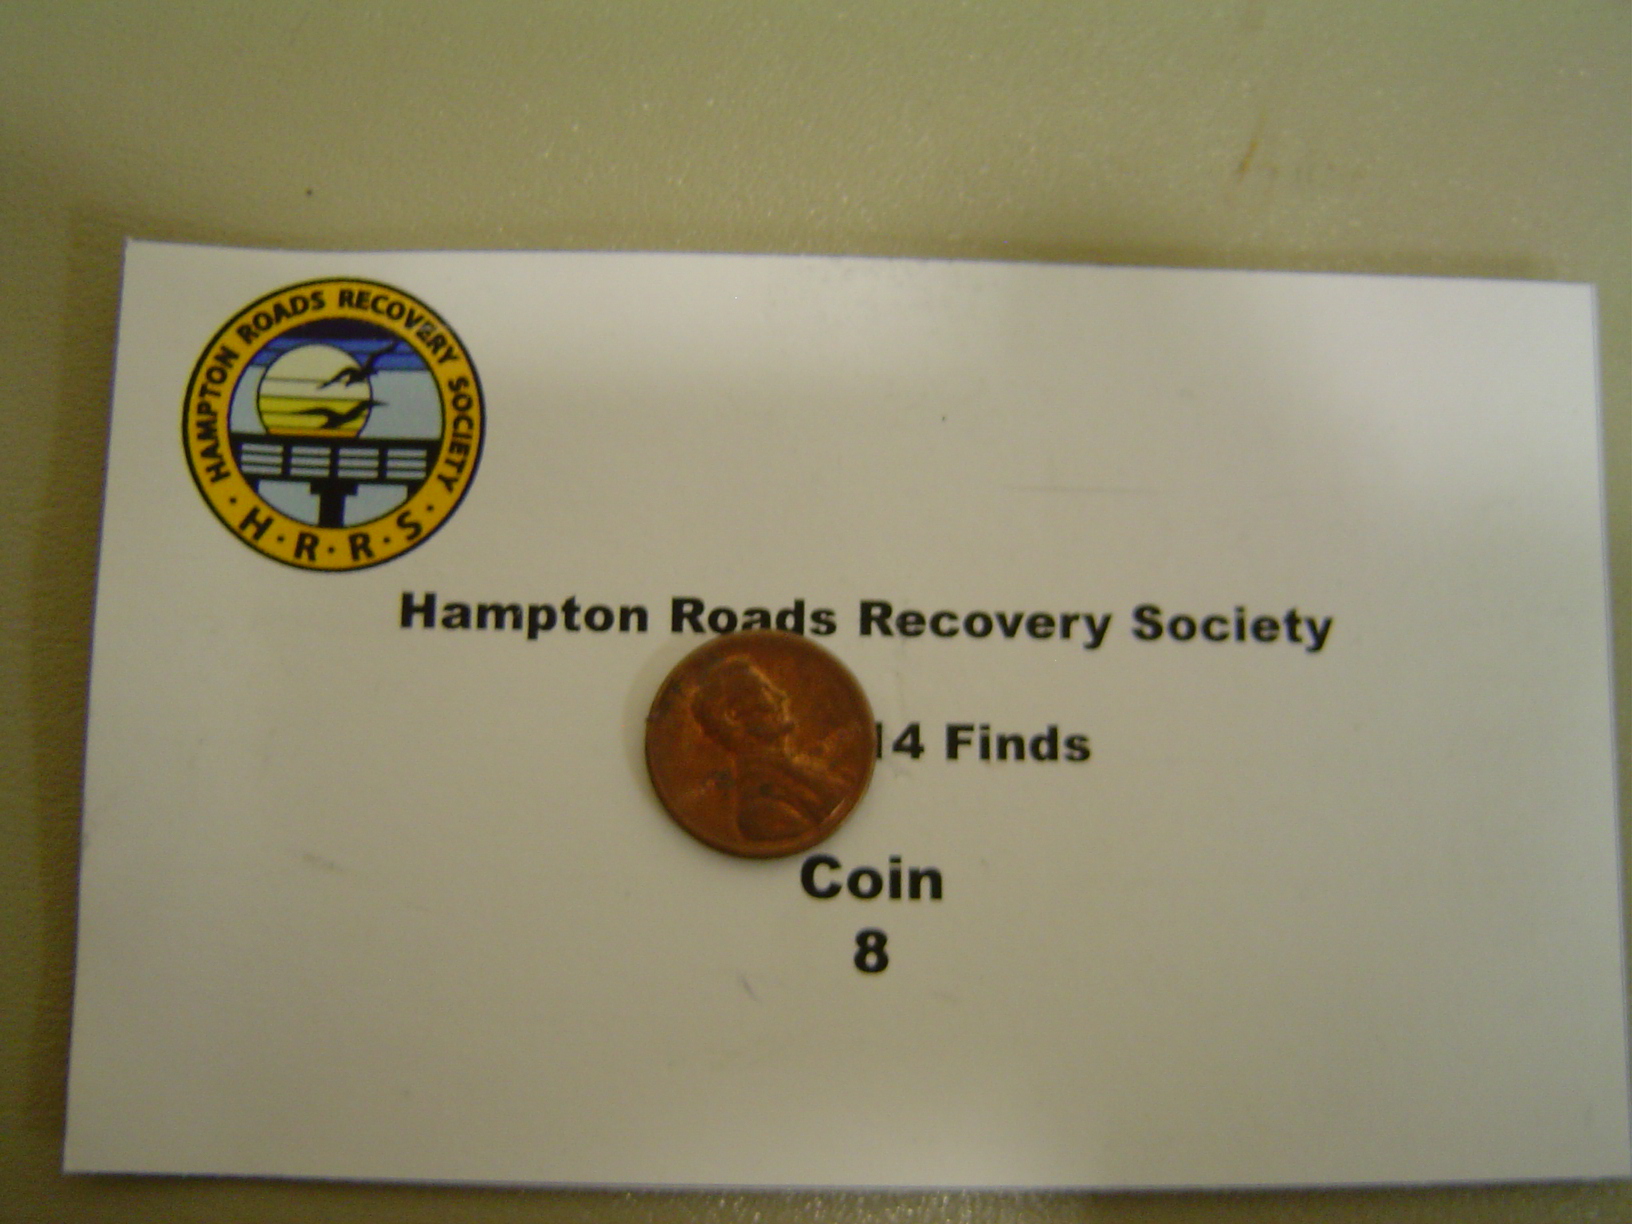 HAMPTON ROADS RECOVERY SOCIETY
H·R·R·S·
Hampton Roads Recovery Society
14 Finds
Coin
8